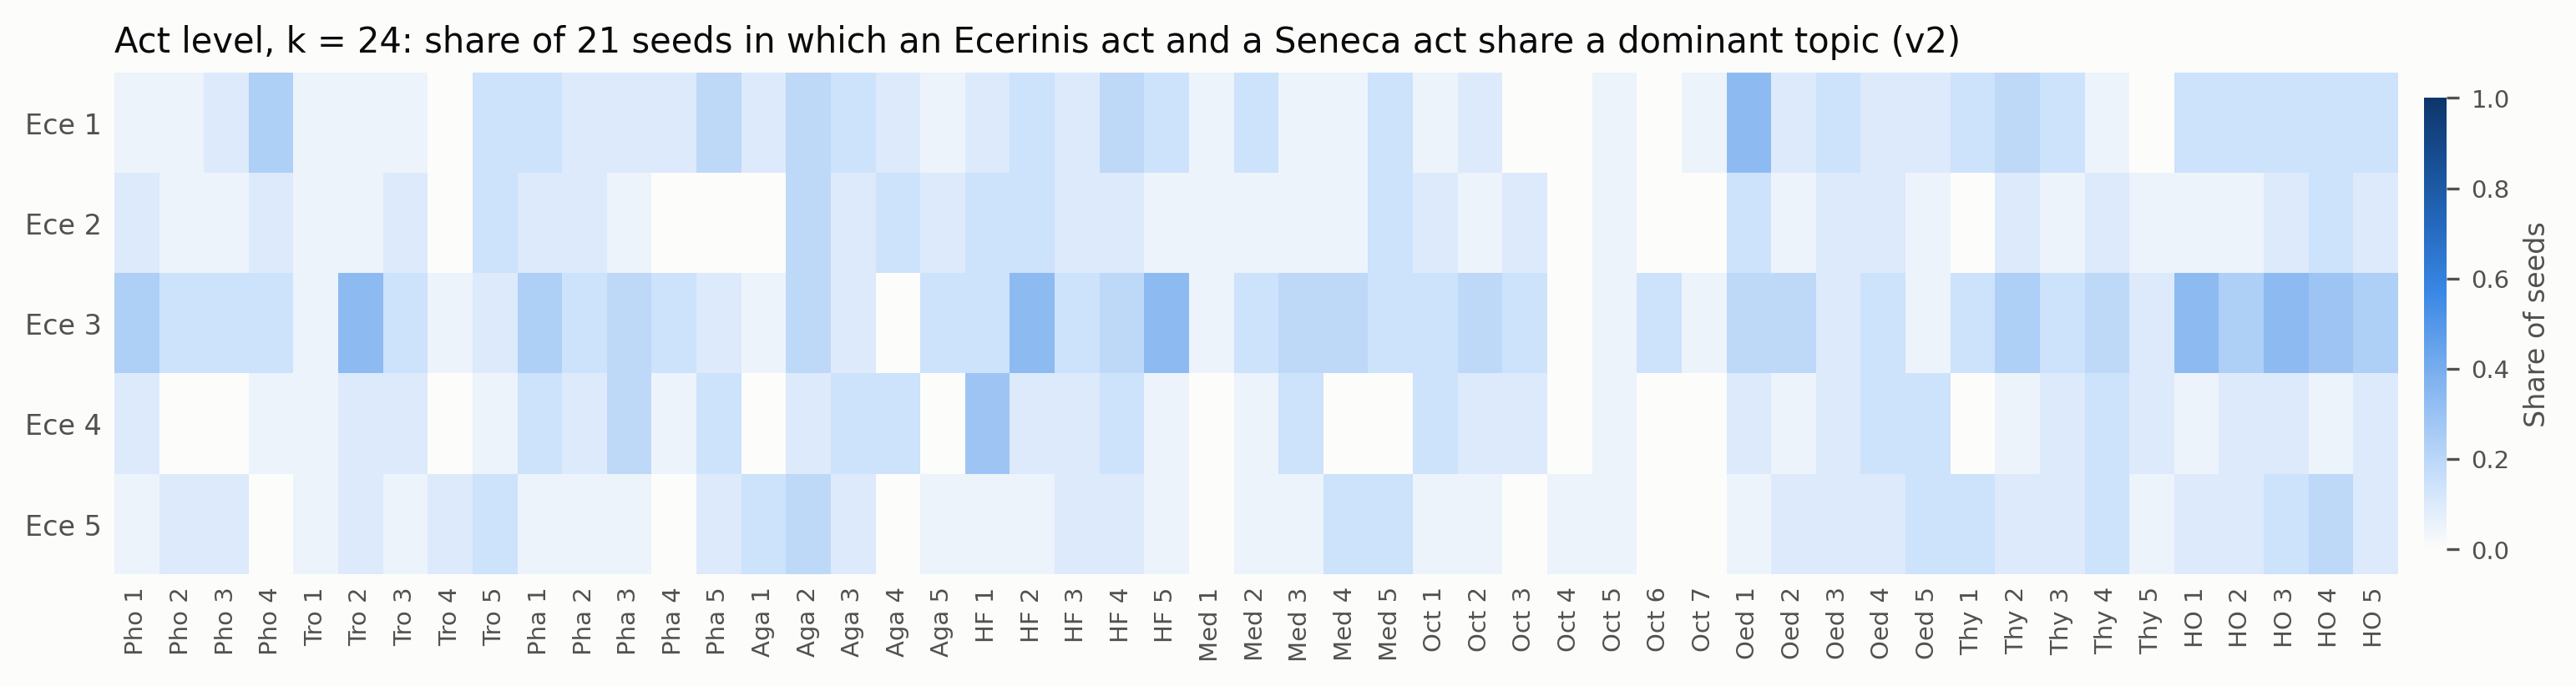 Act level, k = 24: share of 21 seeds in which an Ecerinis act and a Seneca act share a dominant topic (v2)
Ece 1
Ece 2
Ece 3
Ece 4
Ece 5
Pho 1
Pho 2
Pho 3
Pho 4
Tro 1
Tro 2
Tro 3
Tro 4
Tro 5
Pha 1
Pha 2
Pha 3
Pha 4
Pha 5
Aga 1
Aga 2
Aga 3
Aga 4
Aga 5
HF 1
HF 2
HF 3
HF 4
HF 5
Med 1
Med 2
Med 3
Med 4
Med 5
Oct 1
Oct 2
Oct 3
Oct 4
Oct 5
Oct 6
Oct 7
Oed 1
Oed 2
Oed 3
Oed 4
Oed 5
Thy 1
Thy 2
Thy 3
Thy 4
Thy 5
HO 1
HO 2
HO 3
HO 4
HO 5
1.0
0.8
0.6
0.4
0.2
0.0
Share of seeds